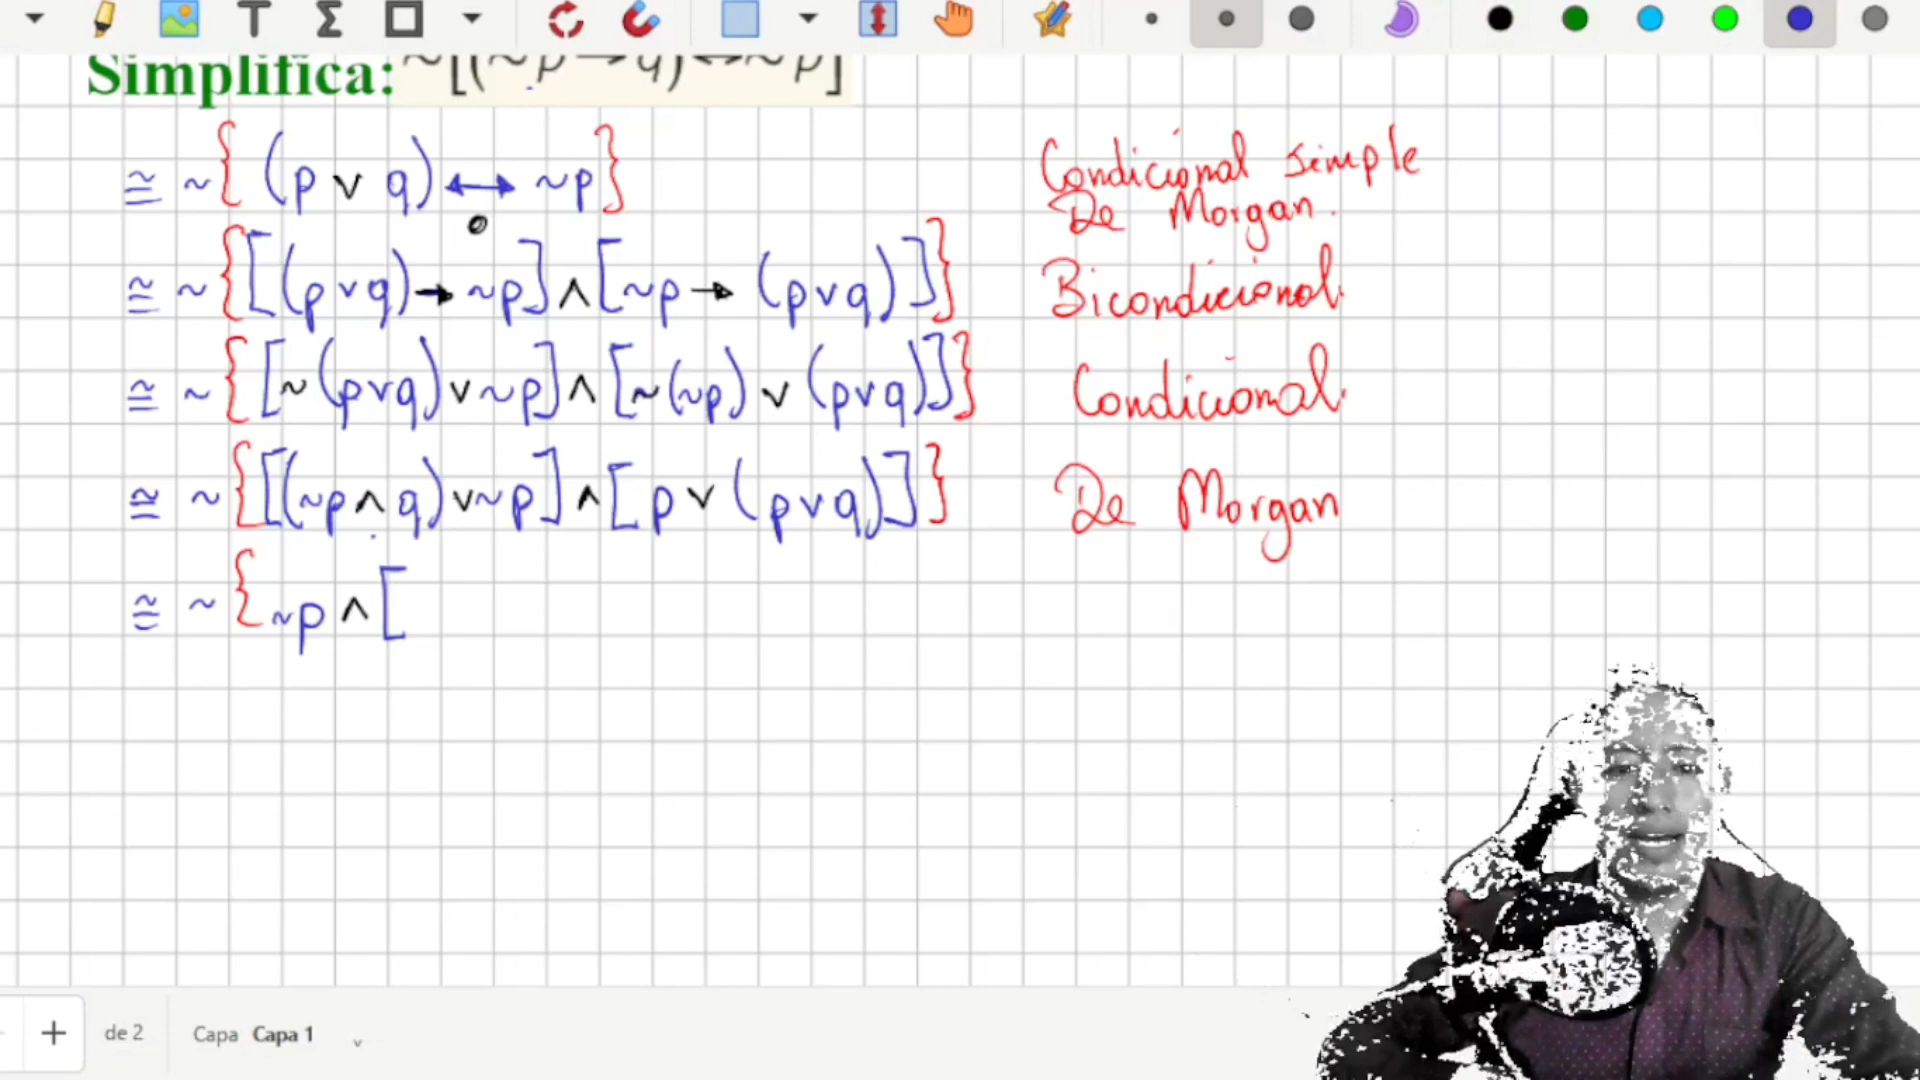 Simplifica: ~[(~p→q)↔~p]
≅ ~{ (p ∨ q) ↔ ~p} Condicional simple
De Morgan.
≅ ~{[(p∨q)→ ~p]∧[~p→ (p∨q)]} Bicondicional.
≅ ~{[~(p∨q)∨~p]∧[~(~p) ∨ (p∨q)]} Condicional.
≅ ~{[(~p∧q)∨~p]∧[p∨(p∨q)]} De Morgan
≅ ~{~p ∧[
de 2 Capa Capa 1